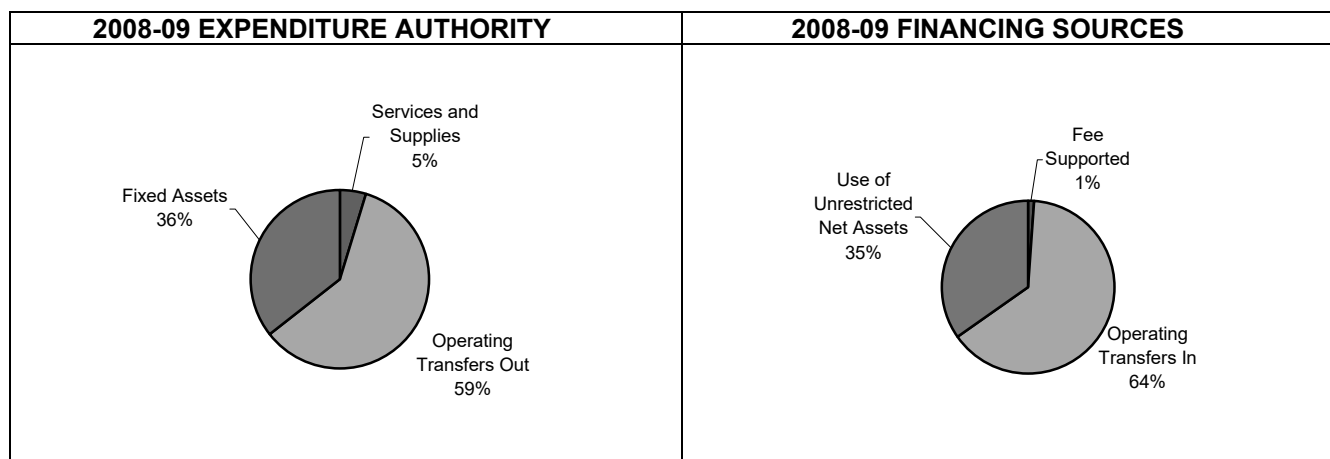 2008-09 EXPENDITURE AUTHORITY
Services and
Supplies
5%
Fixed Assets
36%
Operating
Transfers Out
59%
2008-09 FINANCING SOURCES
Fee
Supported
1%
Use of
Unrestricted
Net Assets
35%
Operating
Transfers In
64%